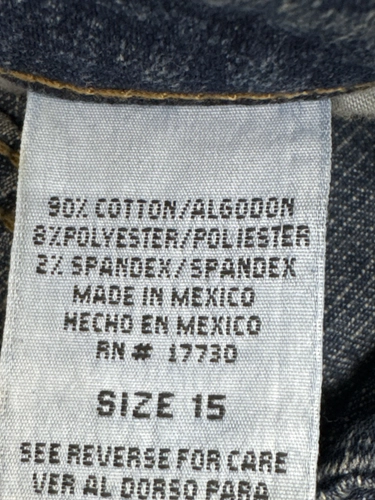 90% COTTON/ALGODON
8%POLYESTER/POLIESTER
2% SPANDEX/SPANDEX
MADE IN MEXICO
HECHO EN MEXICO
RN # 17730
SIZE 15
SEE REVERSE FOR CARE
VER AL DORSO PARA